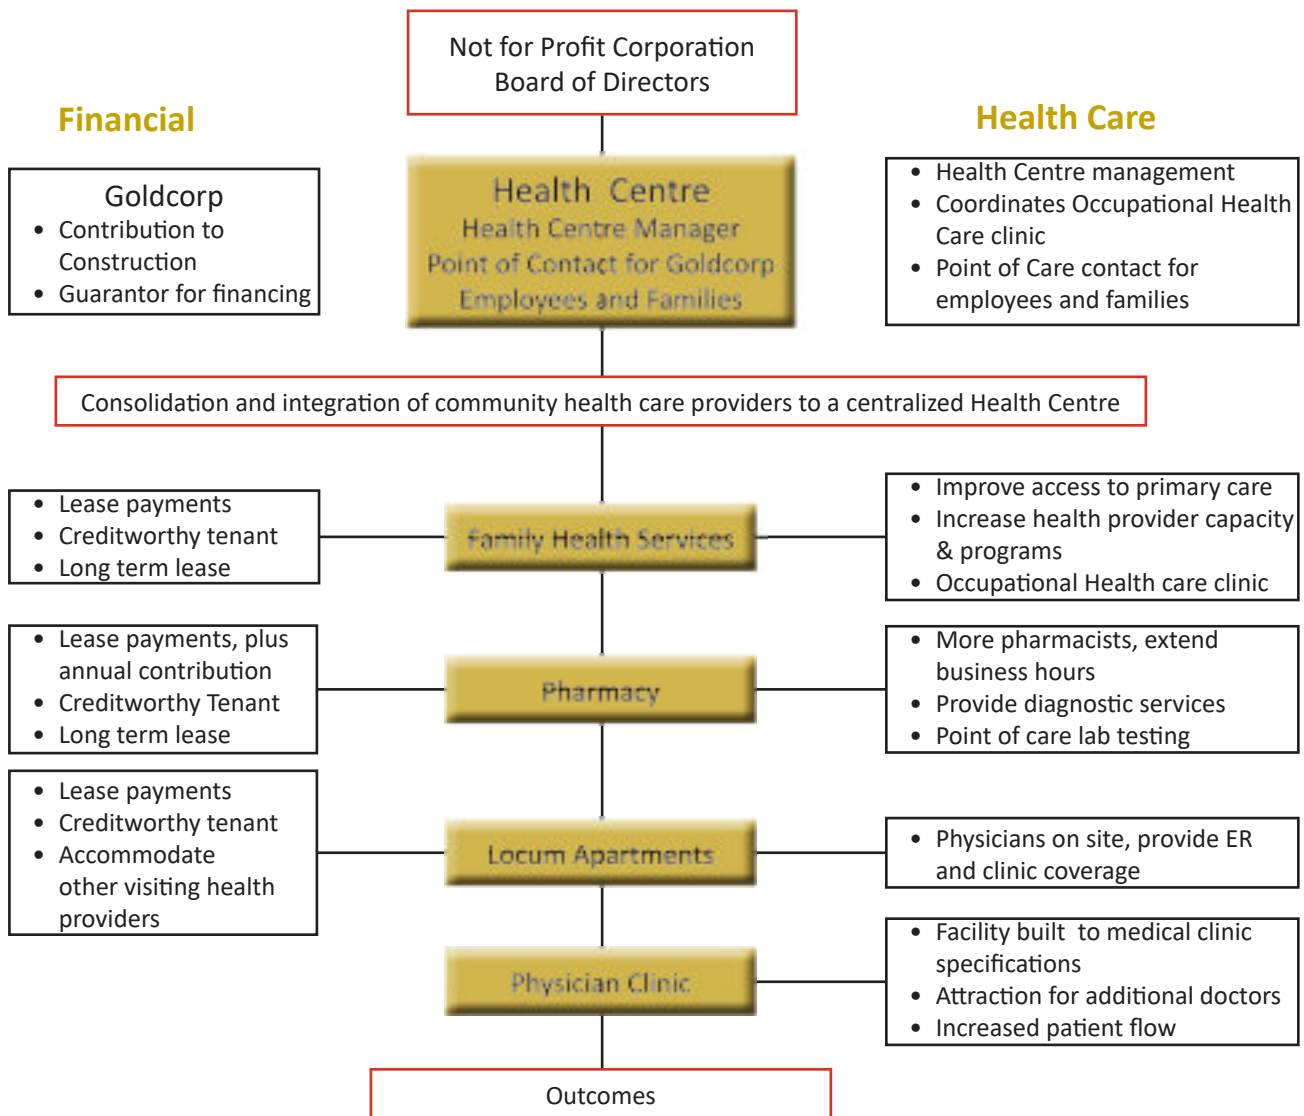 Not for Profit Corporation
Board of Directors
Financial
Health Care
Goldcorp
• Contribution to
Construction
• Guarantor for financing
Health Centre
Health Centre Manager
Point of Contact for Goldcorp
Employees and Families
• Health Centre management
• Coordinates Occupational Health
Care clinic
• Point of Care contact for
employees and families
Consolidation and integration of community health care providers to a centralized Health Centre
• Lease payments
• Creditworthy tenant
• Long term lease
Family Health Services
• Improve access to primary care
• Increase health provider capacity
& programs
• Occupational Health care clinic
• Lease payments, plus
annual contribution
• Creditworthy Tenant
• Long term lease
Pharmacy
• More pharmacists, extend
business hours
• Provide diagnostic services
• Point of care lab testing
• Lease payments
• Creditworthy tenant
• Accommodate
other visiting health
providers
Locum Apartments
• Physicians on site, provide ER
and clinic coverage
Physician Clinic
• Facility built to medical clinic
specifications
• Attraction for additional doctors
• Increased patient flow
Outcomes